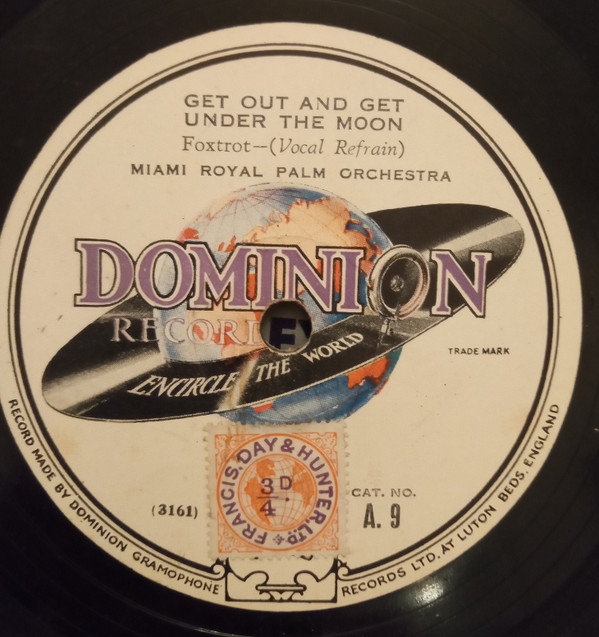 GET OUT AND GET
UNDER THE MOON
Foxtrot—(Vocal Refrain)
MIAMI ROYAL PALM ORCHESTRA
DOMINION
RECORD
ENCIRCLE THE WORLD
TRADE MARK
FRANCIS, DAY & HUNTER LTD.
3/4 D.
(3161)
CAT. NO.
A. 9
RECORD MADE BY DOMINION GRAMOPHONE RECORDS LTD. AT LUTON BEDS. ENGLAND